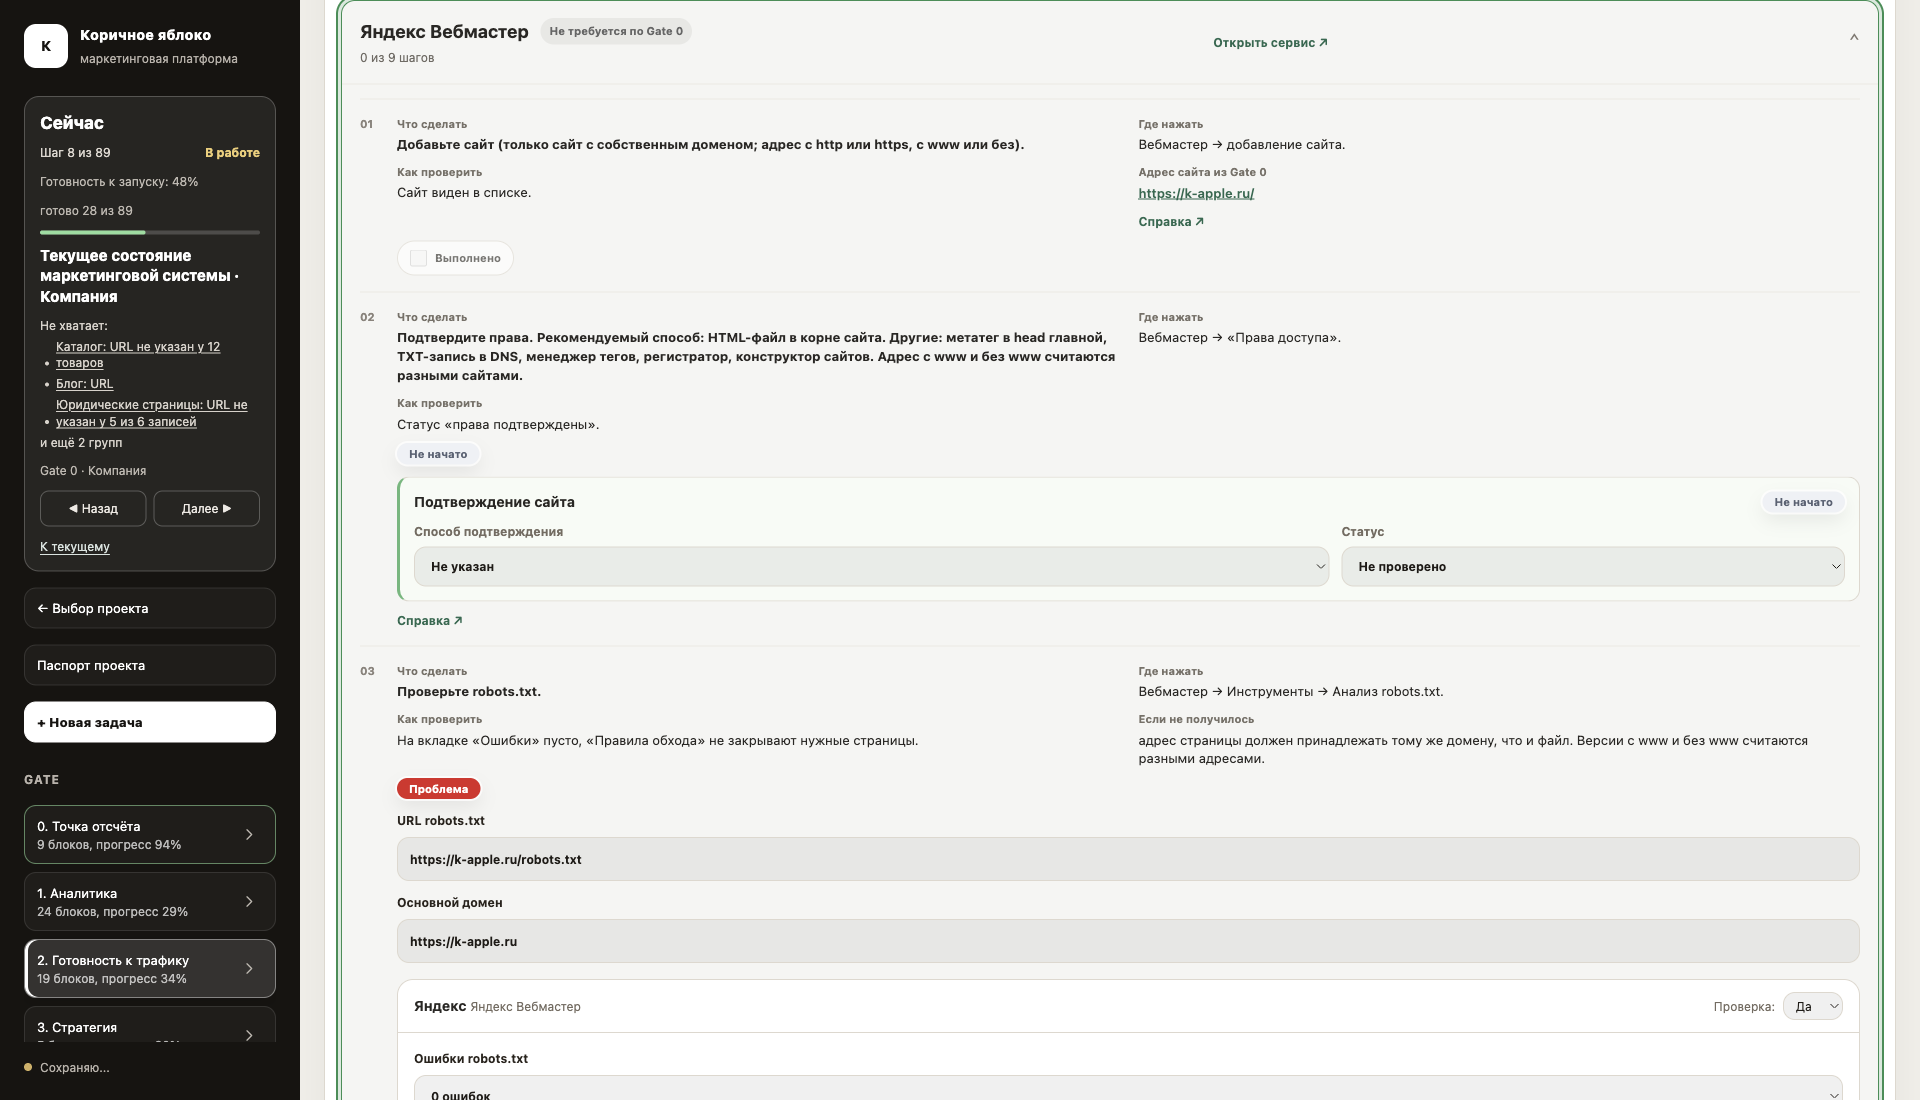 К
Коричное яблоко
маркетинговая платформа
Сейчас
Шаг 8 из 89
В работе
Готовность к запуску: 48%
готово 28 из 89
Текущее состояние
маркетинговой системы ·
Компания
Не хватает:
• Каталог: URL не указан у 12
товаров
• Блог: URL
• Юридические страницы: URL не
указан у 5 из 6 записей
и ещё 2 групп
Gate 0 · Компания
◀ Назад
Далее ▶
К текущему
← Выбор проекта
Паспорт проекта
+ Новая задача
GATE
0. Точка отсчёта
9 блоков, прогресс 94%
1. Аналитика
24 блоков, прогресс 29%
2. Готовность к трафику
19 блоков, прогресс 34%
3. Стратегия
Сохраняю...
Яндекс Вебмастер
Не требуется по Gate 0
0 из 9 шагов
Открыть сервис ↗
01
Что сделать
Добавьте сайт (только сайт с собственным доменом; адрес с http или https, с www или без).
Как проверить
Сайт виден в списке.
Где нажать
Вебмастер → добавление сайта.
Адрес сайта из Gate 0
https://k-apple.ru/
Справка ↗
Выполнено
02
Что сделать
Подтвердите права. Рекомендуемый способ: HTML-файл в корне сайта. Другие: метатег в head главной,
TXT-запись в DNS, менеджер тегов, регистратор, конструктор сайтов. Адрес с www и без www считаются
разными сайтами.
Как проверить
Статус «права подтверждены».
Где нажать
Вебмастер → «Права доступа».
Не начато
Подтверждение сайта
Не начато
Способ подтверждения
Не указан
Статус
Не проверено
Справка ↗
03
Что сделать
Проверьте robots.txt.
Как проверить
На вкладке «Ошибки» пусто, «Правила обхода» не закрывают нужные страницы.
Где нажать
Вебмастер → Инструменты → Анализ robots.txt.
Если не получилось
адрес страницы должен принадлежать тому же домену, что и файл. Версии с www и без www считаются
разными адресами.
Проблема
URL robots.txt
https://k-apple.ru/robots.txt
Основной домен
https://k-apple.ru
Яндекс Яндекс Вебмастер
Проверка: Да
Ошибки robots.txt
0 ошибок